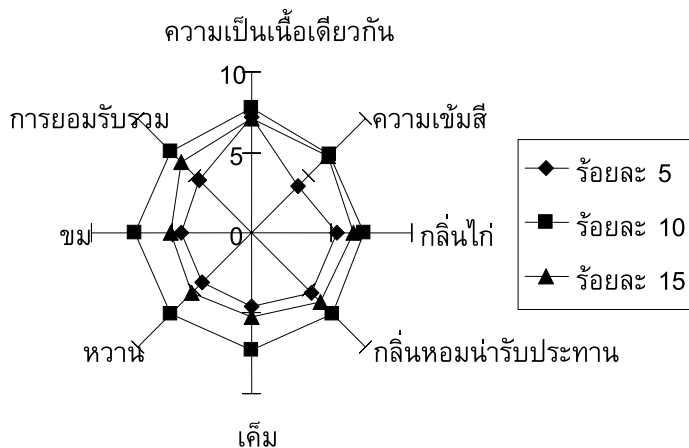 ความเป็นเนื้อเดียวกัน
10
การยอมรับรวม
ความเข้มสี
5
ร้อยละ 5
ขม
0
กลิ่นไก่
ร้อยละ 10
ร้อยละ 15
หวาน
กลิ่นหอมน่ารับประทาน
เค็ม